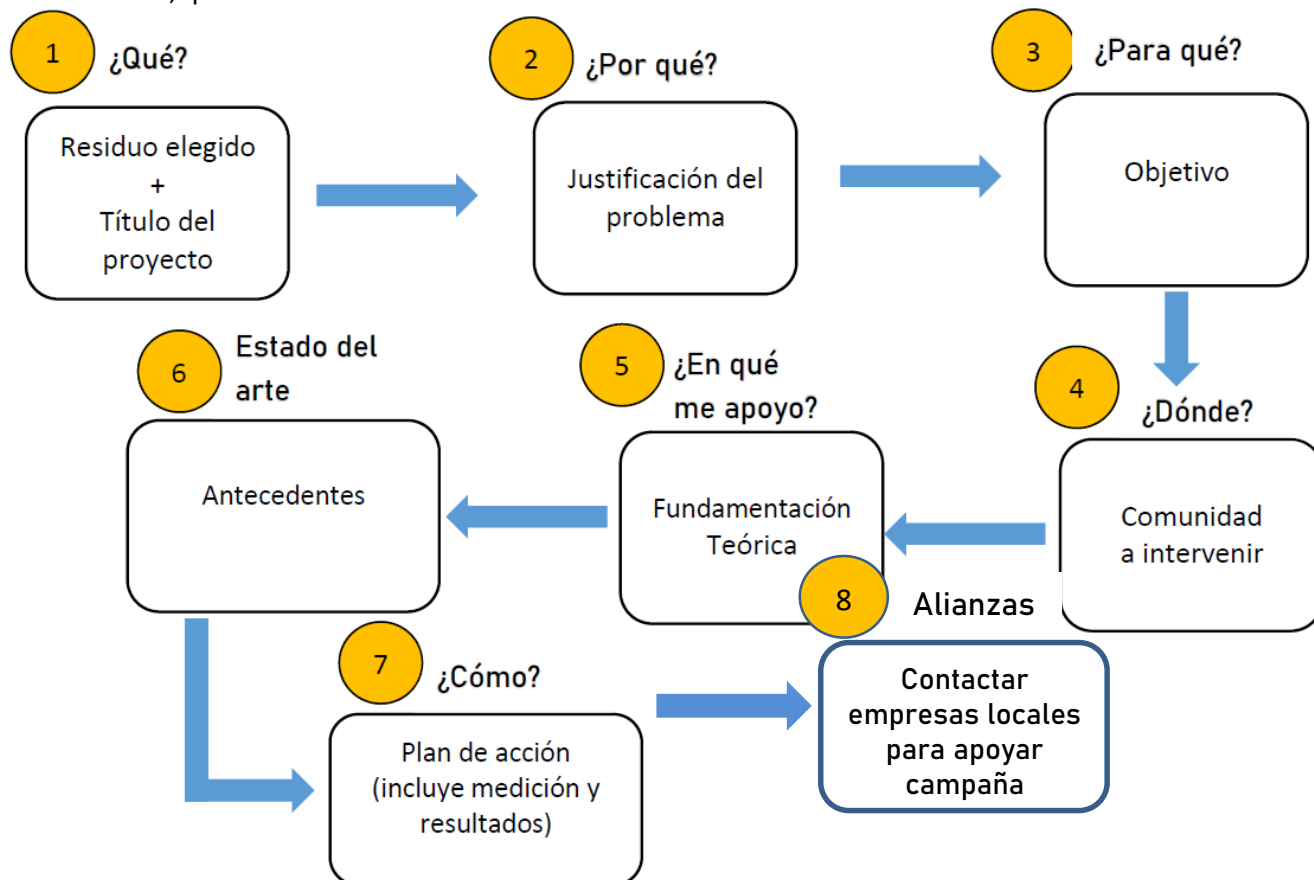 1
¿Qué?
Residuo elegido
+
Título del
proyecto
2
¿Por qué?
Justificación del
problema
3
¿Para qué?
Objetivo
4
¿Dónde?
Comunidad
a intervenir
5
¿En qué
me apoyo?
Fundamentación
Teórica
6
Estado del
arte
Antecedentes
7
¿Cómo?
Plan de acción
(incluye medición y
resultados)
8
Alianzas
Contactar
empresas locales
para apoyar
campaña